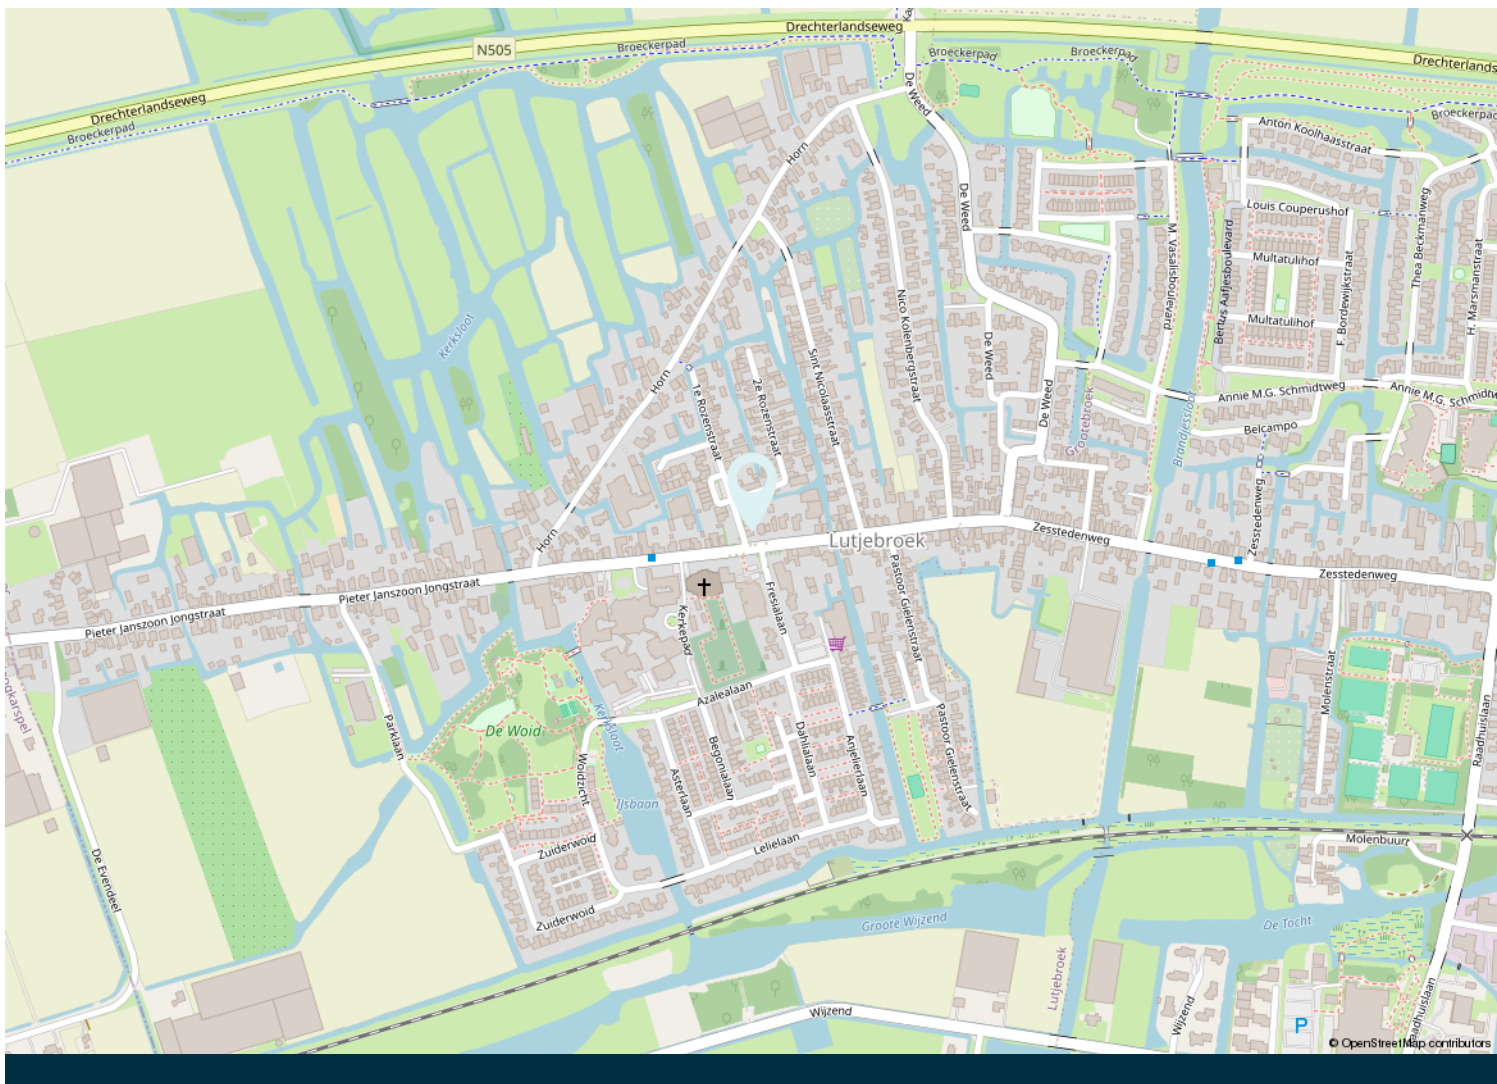 Drechterlandseweg
Ka
N505
Broeckerpad
Broeckerpad
Broeckerpad
Drechterlands
Drechterlandseweg
Broeckerpad
De Weed
Broeckerpad
Anton Koolhaasstraat
Horn
De Weed
Louis Couperushof
Thea Beckmanweg
M. Vasalisboulevard
Bertus Aafjesboulevard
Multatulihof
F. Bordewijkstraat
H. Marsmanstraat
Kerksloot
Nico Kolenbergstraat
Multatulihof
Sint Nicolaasstraat
De Weed
Horn
1e Rozenstraat
2e Rozenstraat
De Weed
Annie M.G. Schmidtweg
Annie M.G. Schmidtw
Grootebroek
Brandjessloot
Belcampo
Zesstedenweg
Horn
Lutjebroek
Zesstedenweg
Zesstedenweg
Pieter Janszoon Jongstraat
Pieter Janszoon Jongstraat
Kerkepad
Fresialaan
Pastoor Gielenstraat
Molenstraat
ogkarspel
Parklaan
De Woid
Kerksloot
Azalealaan
Begonialaan
Dahlialaan
Anjelierlaan
Pastoor Gielenstraat
Raadhuislaan
Woidzicht
Asterlaan
IJsbaan
De Evendeel
Zuiderwoid
Lelielaan
Molenbuurt
Zuiderwoid
Groote Wijzend
De Tocht
Lutjebroek
Wijzend
Wijzend
P
aadhuislaan
© OpenStreetMap contributors